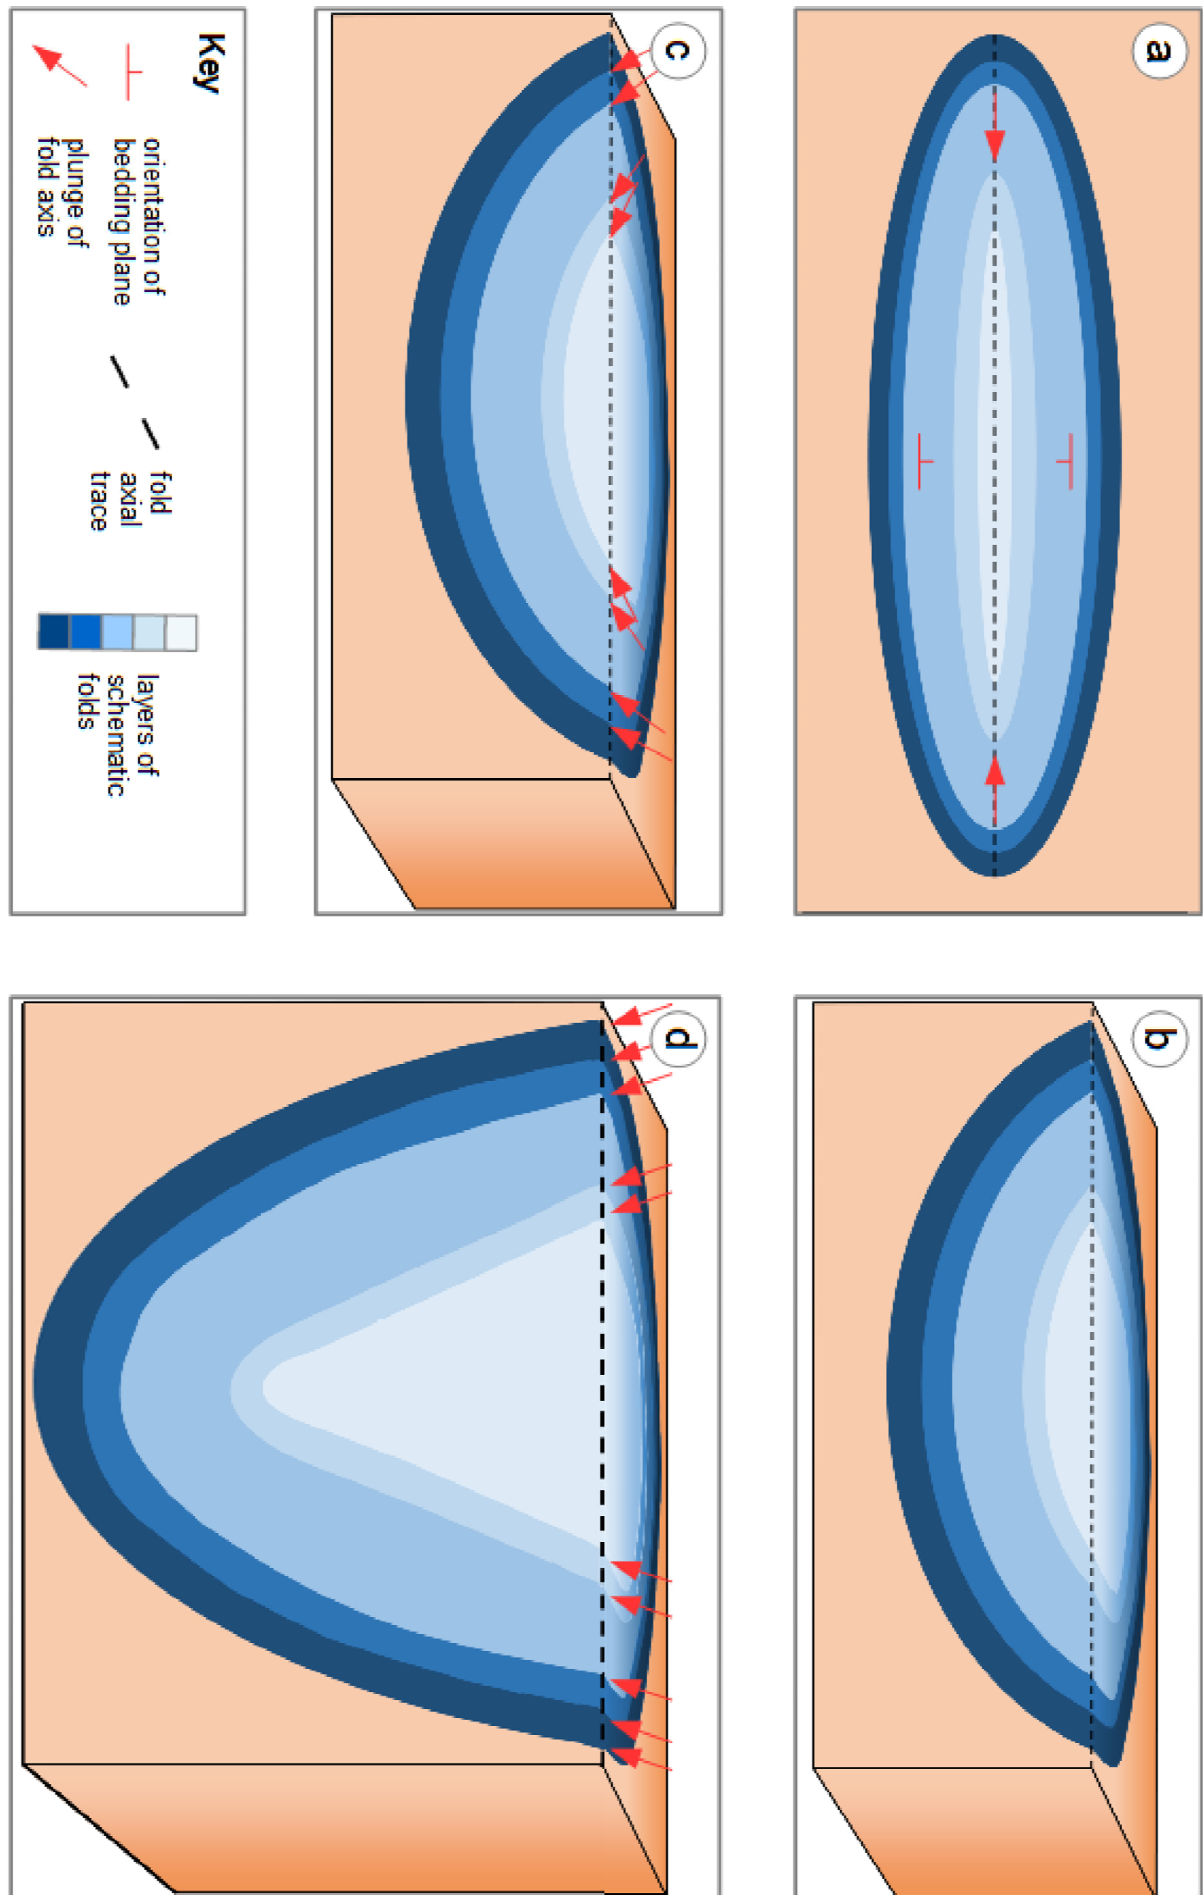 a
b
c
d
Key
orientation of
bedding plane
plunge of
fold axis
fold
axial
trace
layers of
schematic
folds